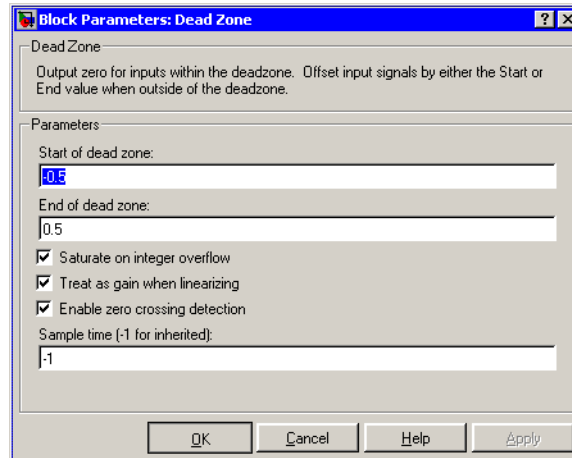 Block Parameters: Dead Zone
Dead Zone
Output zero for inputs within the deadzone. Offset input signals by either the Start or
End value when outside of the deadzone.
Parameters
Start of dead zone:
-0.5
End of dead zone:
0.5
Saturate on integer overflow
Treat as gain when linearizing
Enable zero crossing detection
Sample time (-1 for inherited):
-1
OK Cancel Help Apply